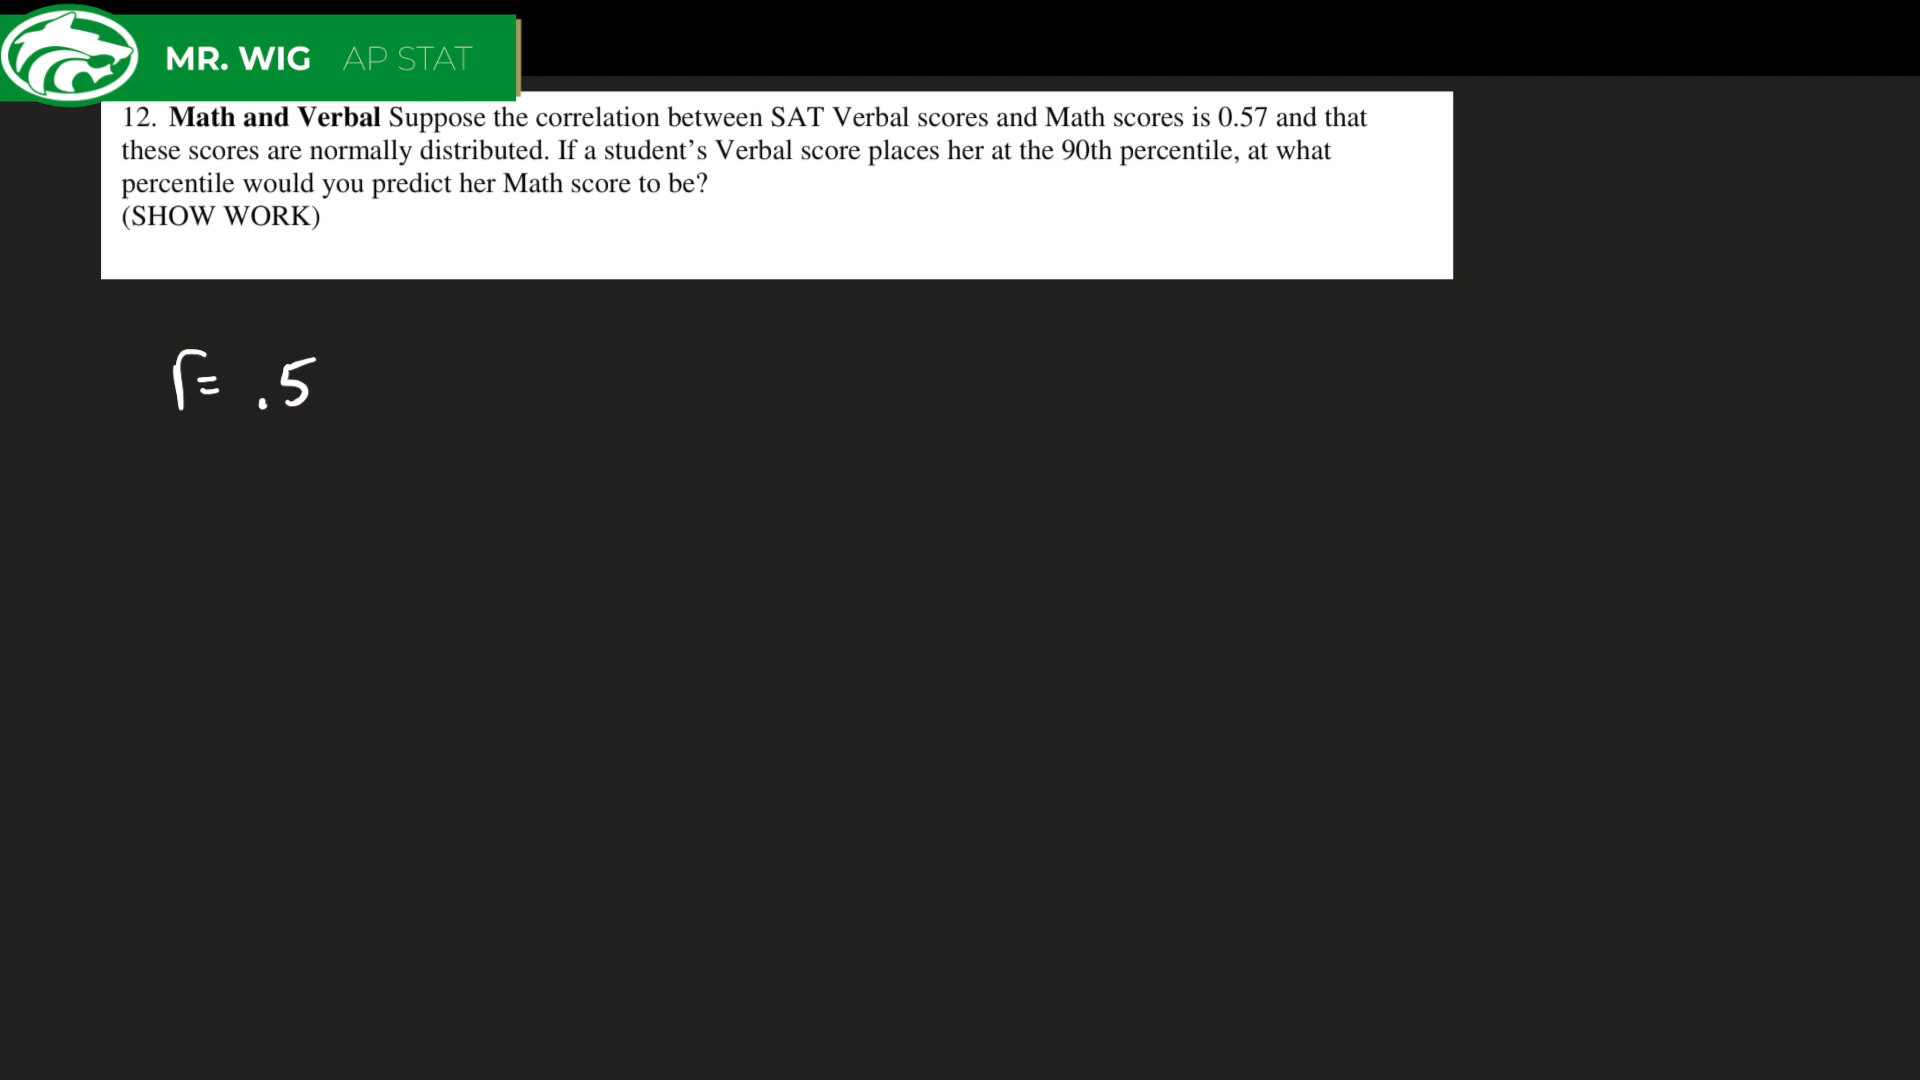 MR. WIG AP STAT
12. Math and Verbal Suppose the correlation between SAT Verbal scores and Math scores is 0.57 and that
these scores are normally distributed. If a student’s Verbal score places her at the 90th percentile, at what
percentile would you predict her Math score to be?
(SHOW WORK)
r= .5